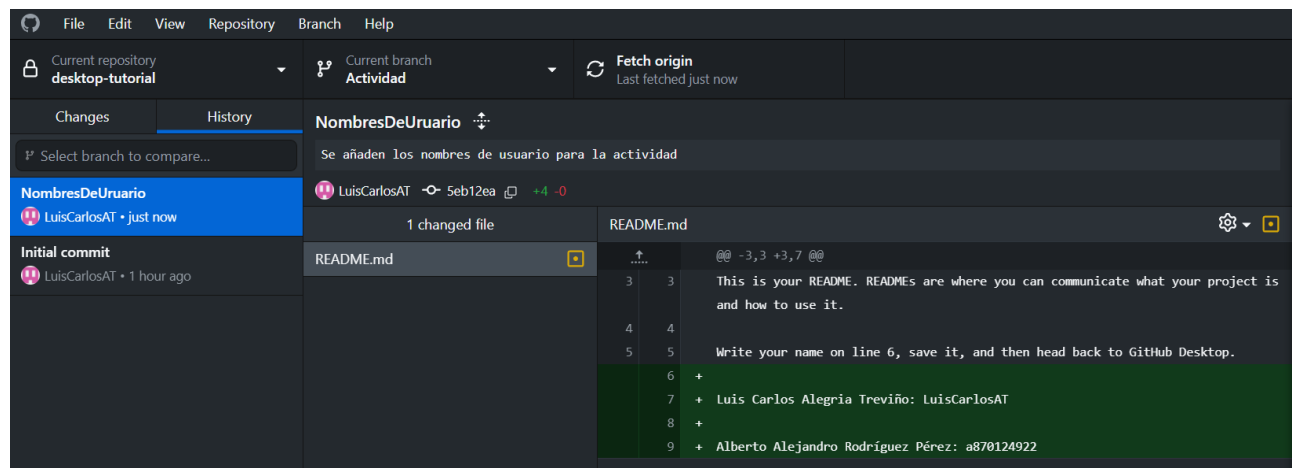 File Edit View Repository Branch Help
Current repository
desktop-tutorial
Current branch
Actividad
Fetch origin
Last fetched just now
Changes History
Select branch to compare...
NombresDeUruario
LuisCarlosAT • just now
Initial commit
LuisCarlosAT • 1 hour ago
NombresDeUruario
Se añaden los nombres de usuario para la actividad
LuisCarlosAT 5eb12ea +4 -0
1 changed file
README.md
README.md
@@ -3,3 +3,7 @@
3 3 This is your README. READMEs are where you can communicate what your project is
and how to use it.
4 4
5 5 Write your name on line 6, save it, and then head back to GitHub Desktop.
6 +
7 + Luis Carlos Alegria Treviño: LuisCarlosAT
8 +
9 + Alberto Alejandro Rodríguez Pérez: a870124922